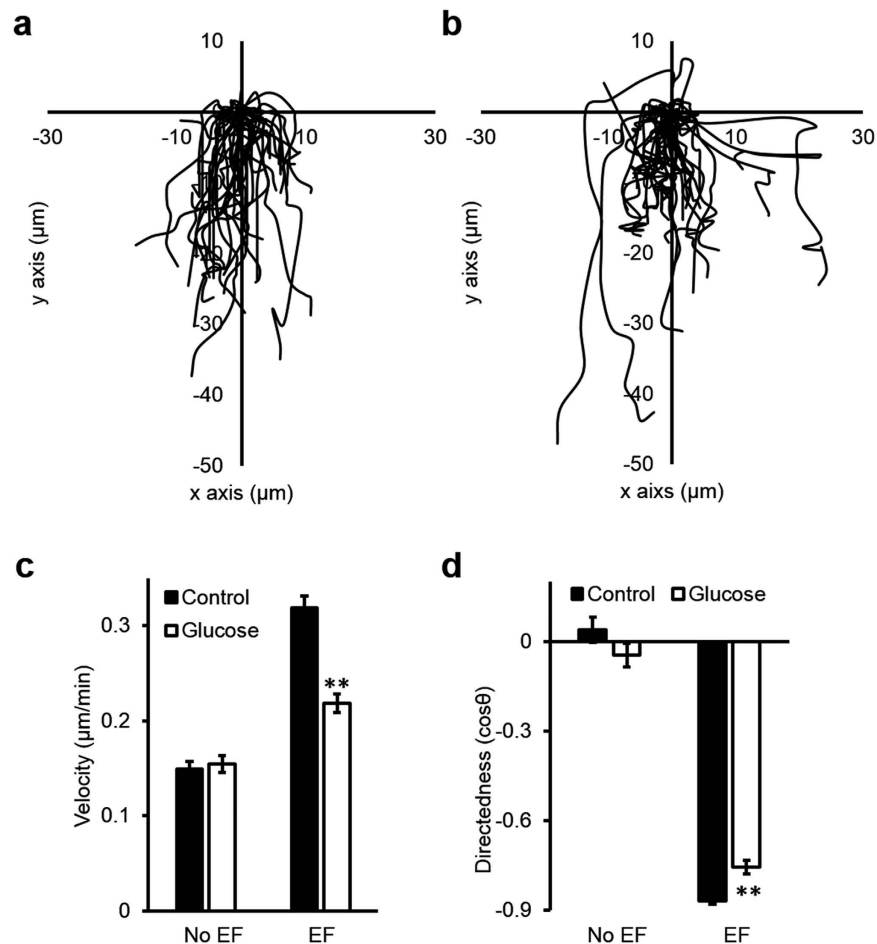 a
10
-30
-10
10
30
-20
-30
-40
-50
y axis (μm)
x axis (μm)
b
10
-30
-10
10
30
-20
-30
-40
-50
y aixs (μm)
x aixs (μm)
c
Control
Glucose
0.3
0.2
0.1
0
**
Velocity (μm/min)
No EF
EF
d
Control
Glucose
0
-0.3
-0.6
-0.9
**
Directedness (cosθ)
No EF
EF